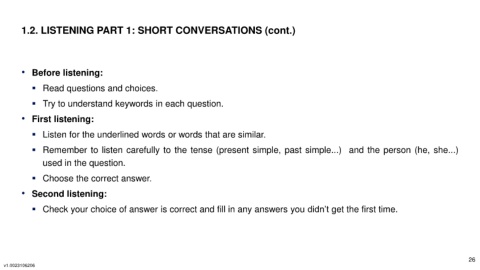 1.2. LISTENING PART 1: SHORT CONVERSATIONS (cont.)
• Before listening:
▪ Read questions and choices.
▪ Try to understand keywords in each question.
• First listening:
▪ Listen for the underlined words or words that are similar.
▪ Remember to listen carefully to the tense (present simple, past simple...) and the person (he, she...)
used in the question.
▪ Choose the correct answer.
• Second listening:
▪ Check your choice of answer is correct and fill in any answers you didn’t get the first time.
26